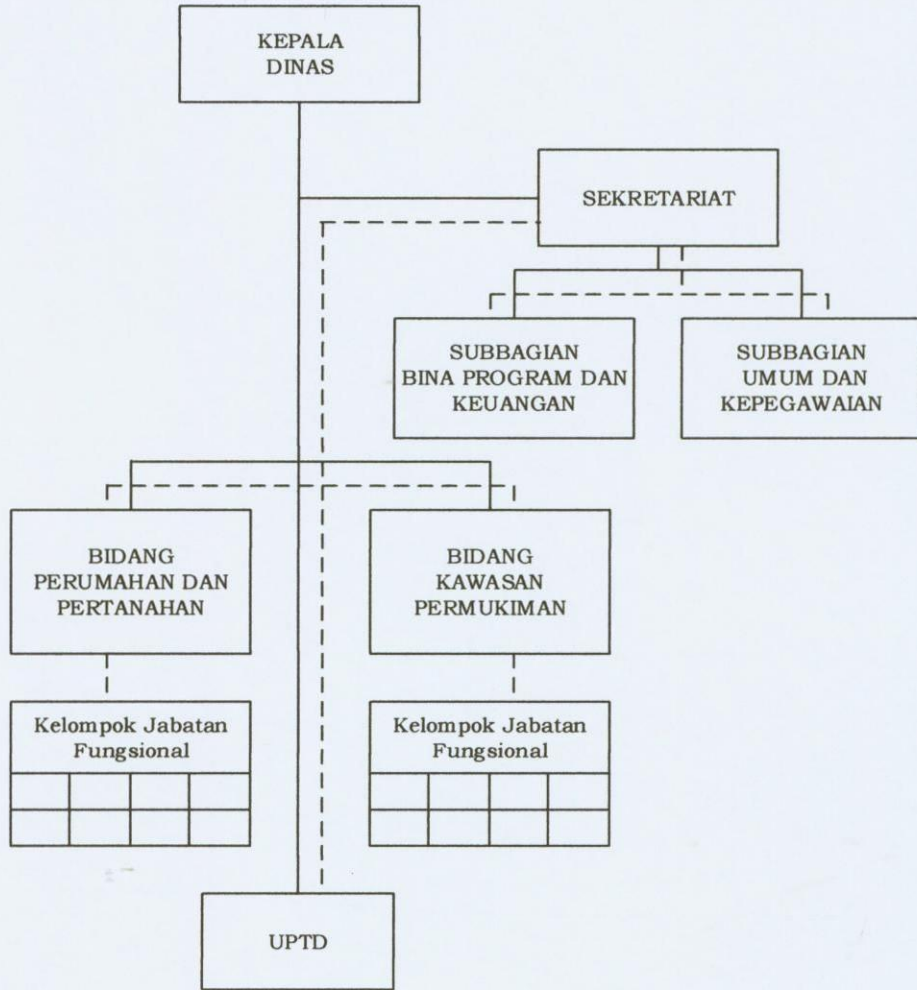 KEPALA
DINAS
SEKRETARIAT
SUBBAGIAN
BINA PROGRAM DAN
KEUANGAN
SUBBAGIAN
UMUM DAN
KEPEGAWAIAN
BIDANG
PERUMAHAN DAN
PERTANAHAN
BIDANG
KAWASAN
PERMUKIMAN
Kelompok Jabatan
Fungsional
Kelompok Jabatan
Fungsional
UPTD